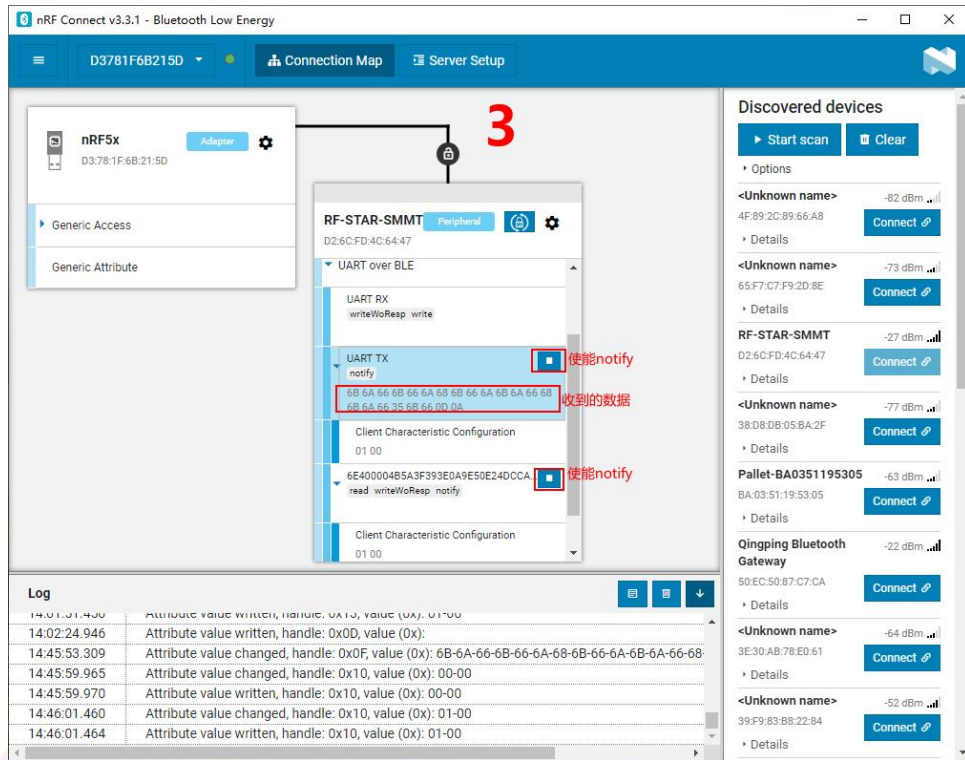 nRF Connect v3.3.1 - Bluetooth Low Energy
D3781F6B215D
Connection Map
Server Setup
3
nRF5x
Adapter
D3:78:1F:6B:21:5D
Generic Access
Generic Attribute
RF-STAR-SMMT
Peripheral
D2:6C:FD:4C:64:47
UART over BLE
UART RX
writeWoResp write
UART TX
使能notify
notify
6B 6A 66 6B 66 6A 68 6B 66 6A 6B 6A 66 68
6B 6A 66 35 6B 66 0D 0A
收到的数据
Client Characteristic Configuration
01 00
6E400004B5A3F393E0A9E50E24DCCA...
使能notify
read writeWoResp notify
Client Characteristic Configuration
01 00
Discovered devices
Start scan
Clear
Options
<Unknown name>
-82 dBm
4F:89:2C:89:66:A8
Connect
Details
<Unknown name>
-73 dBm
65:F7:C7:F9:2D:8E
Connect
Details
RF-STAR-SMMT
-27 dBm
D2:6C:FD:4C:64:47
Connect
Details
<Unknown name>
-77 dBm
38:D8:DB:05:BA:2F
Connect
Details
Pallet-BA0351195305
-63 dBm
BA:03:51:19:53:05
Connect
Details
Qingping Bluetooth
Gateway
-22 dBm
50:EC:50:87:C7:CA
Connect
Details
<Unknown name>
-64 dBm
3E:30:AB:78:E0:61
Connect
Details
<Unknown name>
-52 dBm
39:F9:83:B8:22:84
Connect
Details
Log
14:01:51.450 Attribute value written, handle: 0x13, value (0x): 01-00
14:02:24.946 Attribute value written, handle: 0x0D, value (0x):
14:45:53.309 Attribute value changed, handle: 0x0F, value (0x): 6B-6A-66-6B-66-6A-68-6B-66-6A-6B-6A-66-68-
14:45:59.965 Attribute value changed, handle: 0x10, value (0x): 00-00
14:45:59.970 Attribute value written, handle: 0x10, value (0x): 00-00
14:46:01.460 Attribute value changed, handle: 0x10, value (0x): 01-00
14:46:01.464 Attribute value written, handle: 0x10, value (0x): 01-00